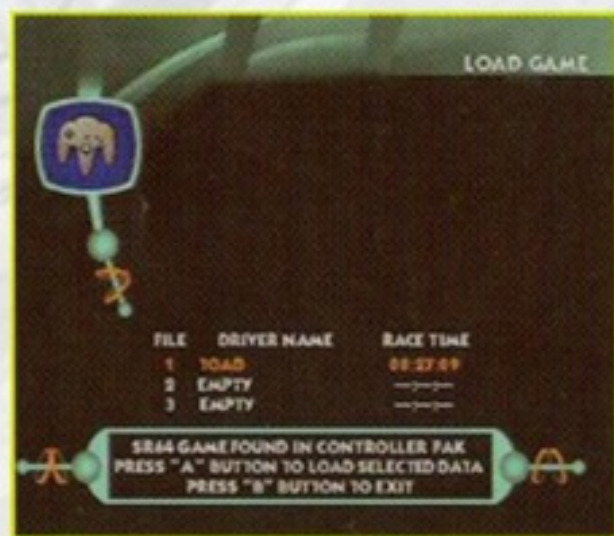 LOAD GAME
FILE DRIVER NAME RACE TIME
1 TOAD 00:27:09
2 EMPTY --:--:--
3 EMPTY --:--:--
SR64 GAME FOUND IN CONTROLLER PAK
PRESS "A" BUTTON TO LOAD SELECTED DATA
PRESS "B" BUTTON TO EXIT